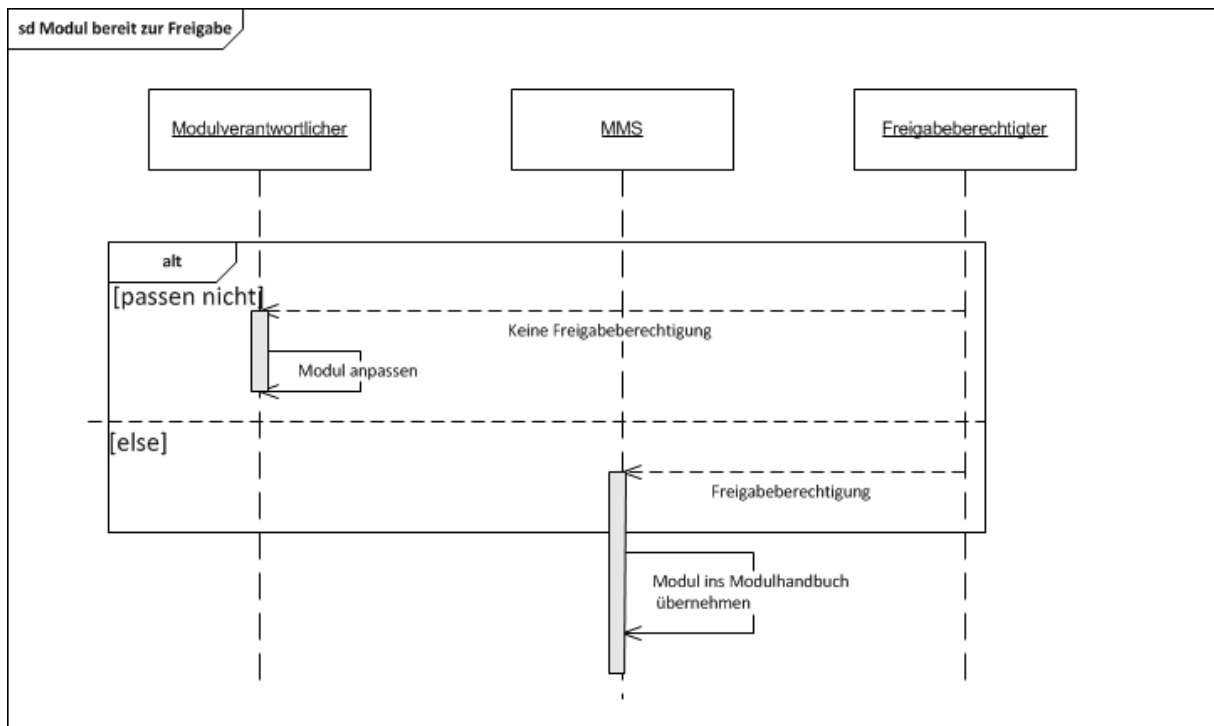 sd Modul bereit zur Freigabe
Modulverantwortlicher
MMS
Freigabeberechtigter
alt
[passen nicht]
Keine Freigabeberechtigung
Modul anpassen
[else]
Freigabeberechtigung
Modul ins Modulhandbuch
übernehmen